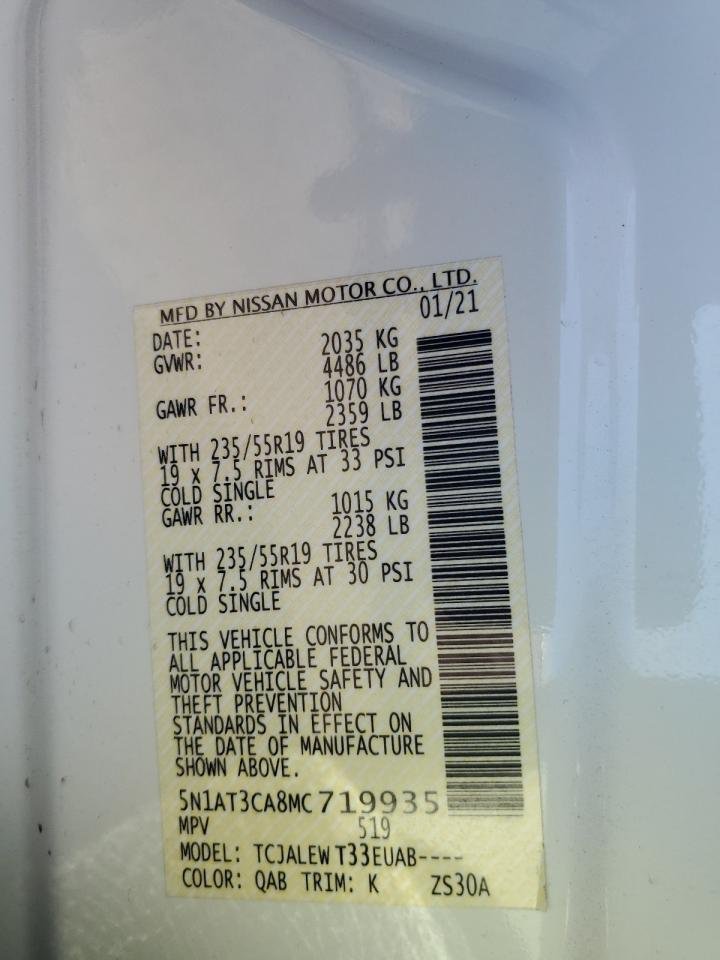 MFD BY NISSAN MOTOR CO., LTD.
DATE: 01/21
GVWR: 2035 KG
4486 LB
GAWR FR.: 1070 KG
2359 LB
WITH 235/55R19 TIRES
19 x 7.5 RIMS AT 33 PSI
COLD SINGLE
GAWR RR.: 1015 KG
2238 LB
WITH 235/55R19 TIRES
19 x 7.5 RIMS AT 30 PSI
COLD SINGLE
THIS VEHICLE CONFORMS TO
ALL APPLICABLE FEDERAL
MOTOR VEHICLE SAFETY AND
THEFT PREVENTION
STANDARDS IN EFFECT ON
THE DATE OF MANUFACTURE
SHOWN ABOVE.
5N1AT3CA8MC 719935
MPV 519
MODEL: TCJALEW T33EUAB----
COLOR: QAB TRIM: K ZS30A